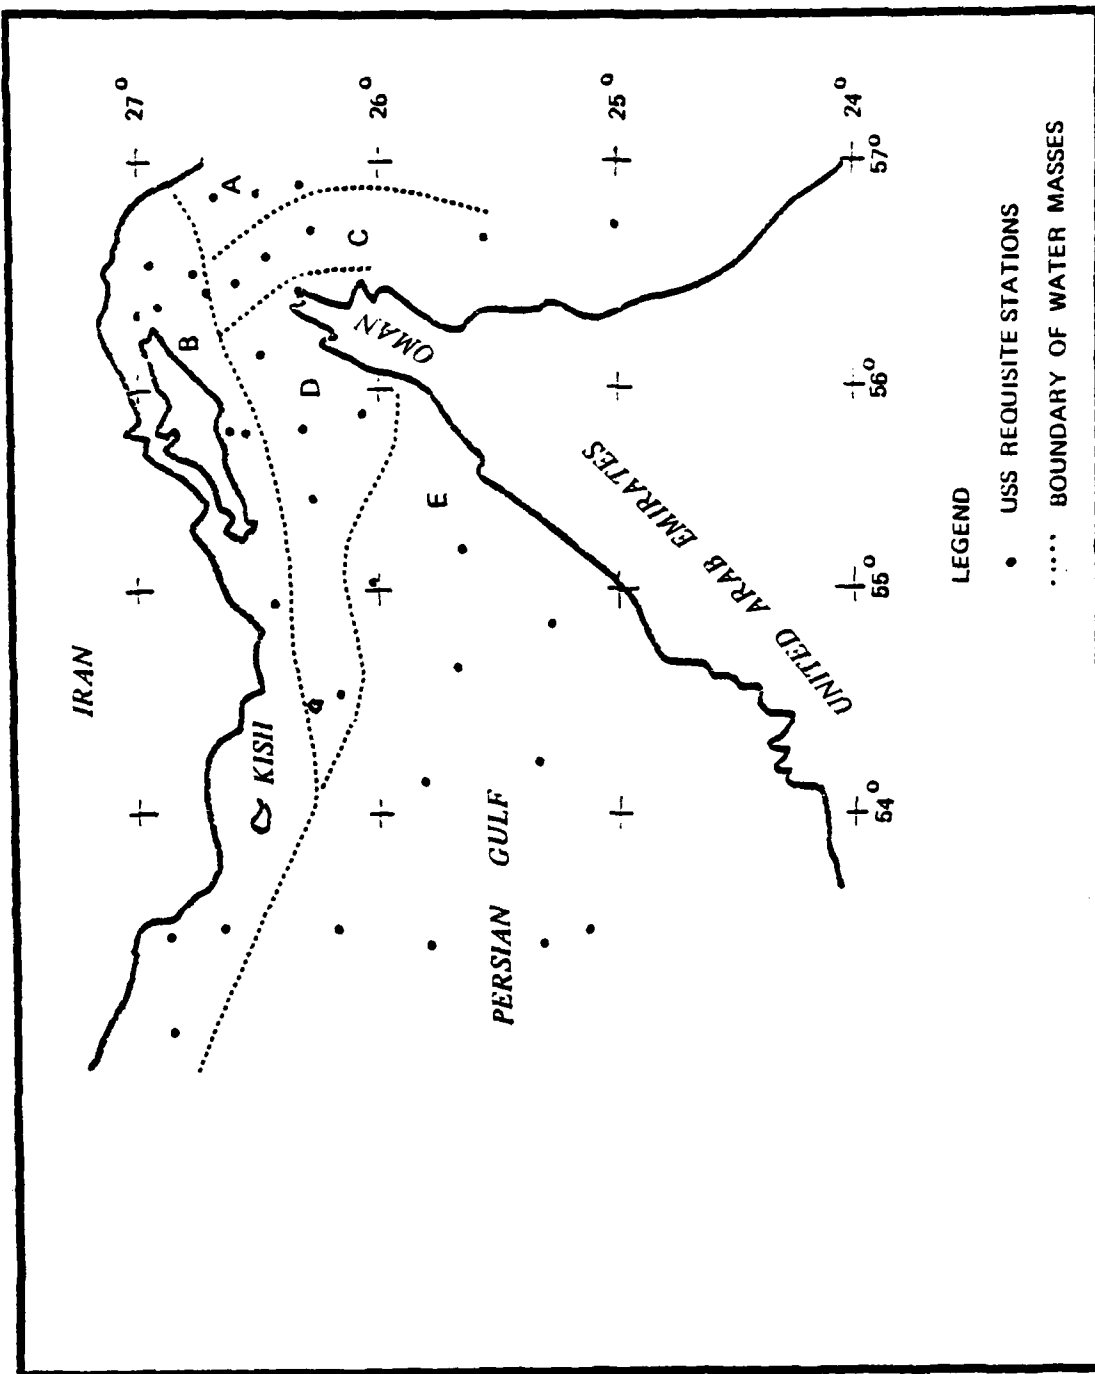 IRAN
KISH
PERSIAN GULF
OMAN
UNITED ARAB EMIRATES
A
B
C
D
E
27°
26°
25°
24°
57°
56°
55°
54°
LEGEND
• USS REQUISITE STATIONS
····· BOUNDARY OF WATER MASSES